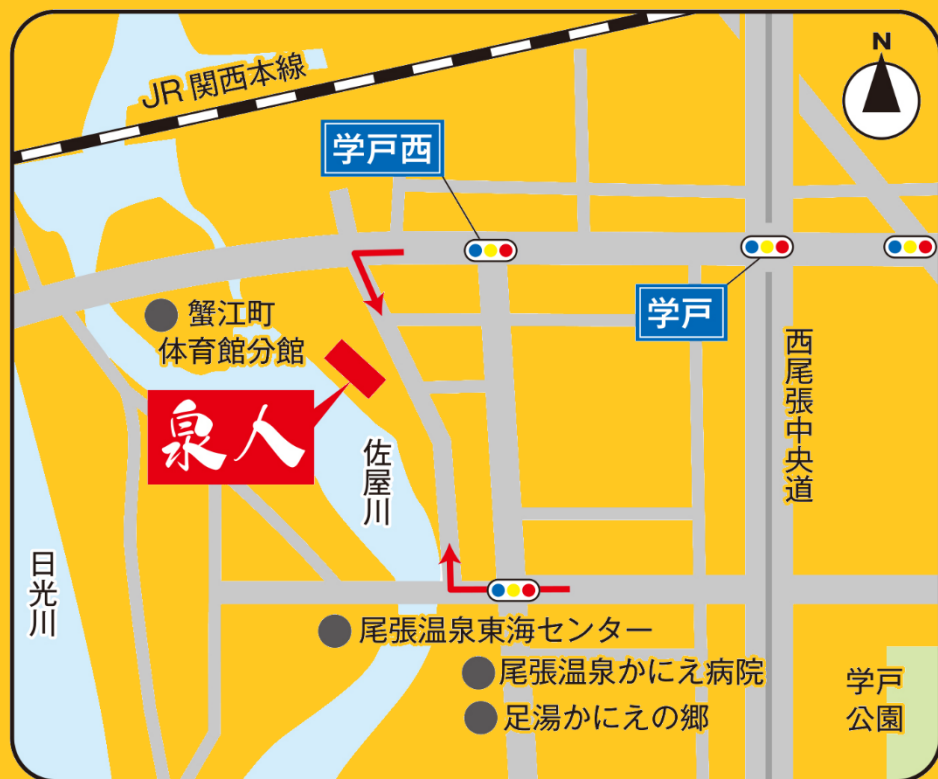 N
JR 関西本線
学戸西
学戸
蟹江町
体育館分館
西尾張中央道
泉人
佐屋川
日光川
尾張温泉東海センター
尾張温泉かにえ病院
足湯かにえの郷
学戸
公園